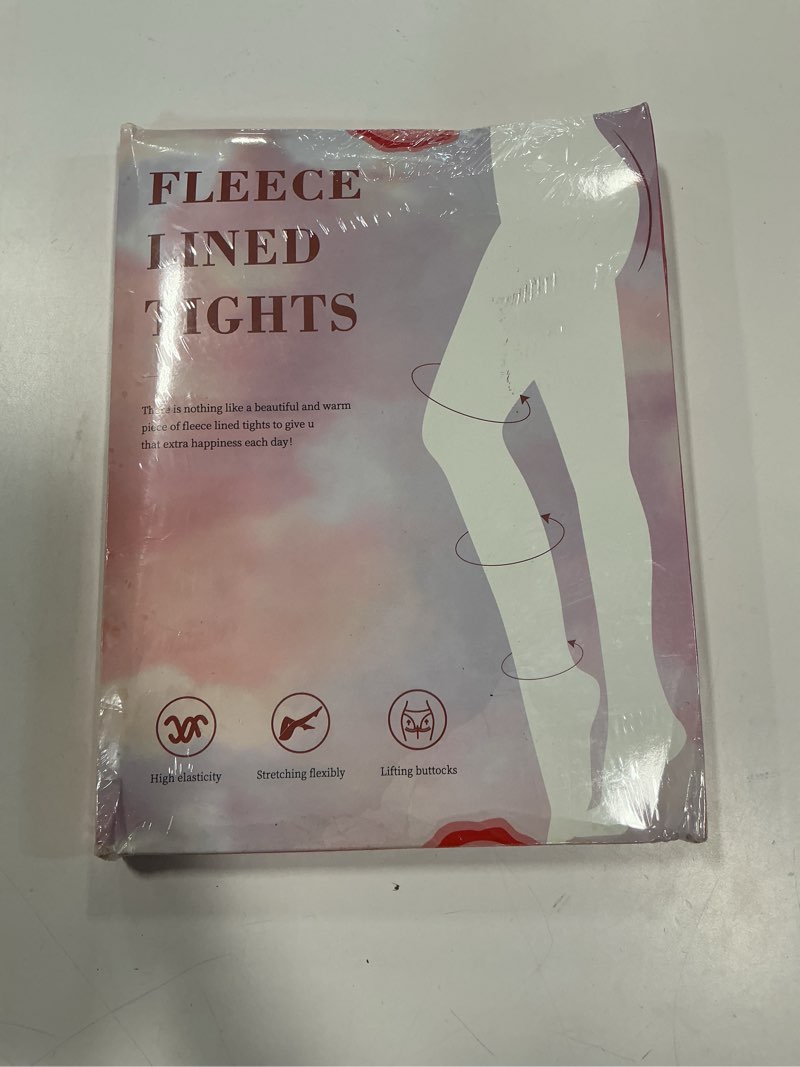 FLEECE
LINED
TIGHTS
There is nothing like a beautiful and warm
piece of fleece lined tights to give u
that extra happiness each day!
High elasticity
Stretching flexibly
Lifting buttocks